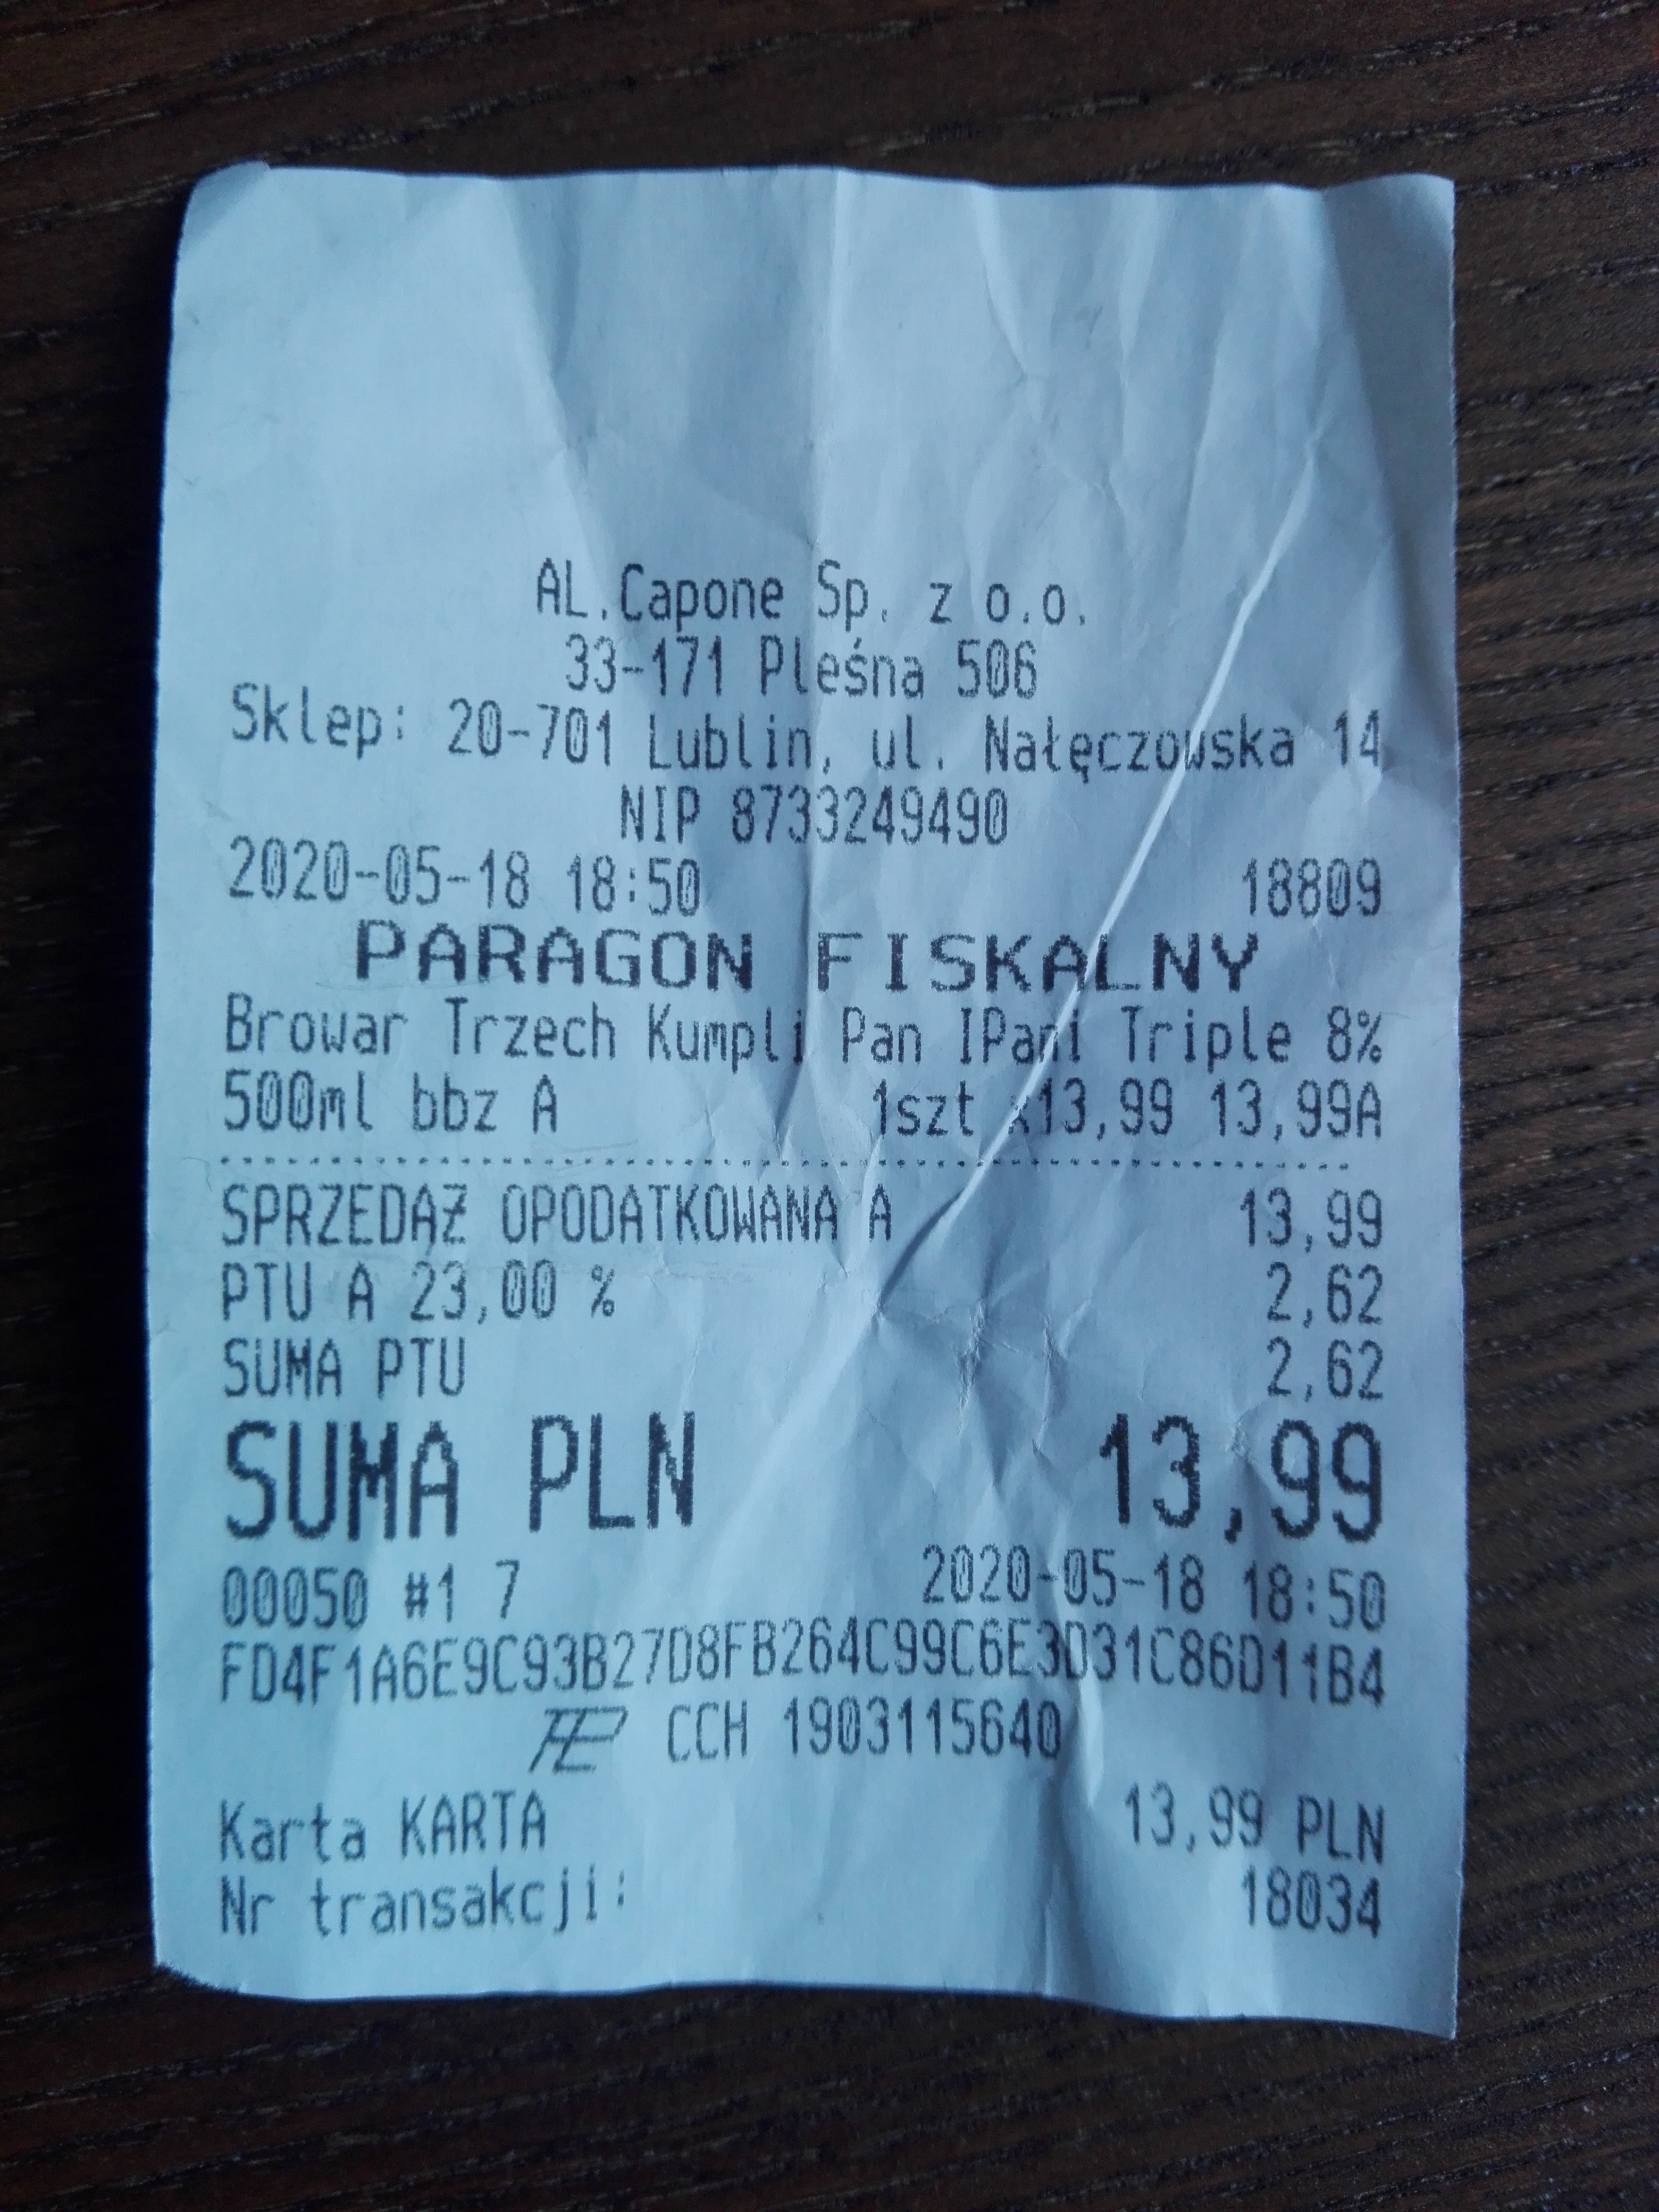 AL.Capone Sp. z o.o.
33-171 Pleśna 506
Sklep: 20-701 Lublin, ul. Nałęczowska 14
NIP 8733249490
2020-05-18 18:50 18809
PARAGON FISKALNY
Browar Trzech Kumpli Pan IPani Triple 8%
500ml bbz A 1szt x13,99 13,99A
SPRZEDAŻ OPODATKOWANA A 13,99
PTU A 23,00 % 2,62
SUMA PTU 2,62
SUMA PLN 13,99
00050 #1 7 2020-05-18 18:50
FD4F1A6E9C93B27D8FB264C99C6E3D31C86D11B4
CCH 1903115640
Karta KARTA 13,99 PLN
Nr transakcji: 18034